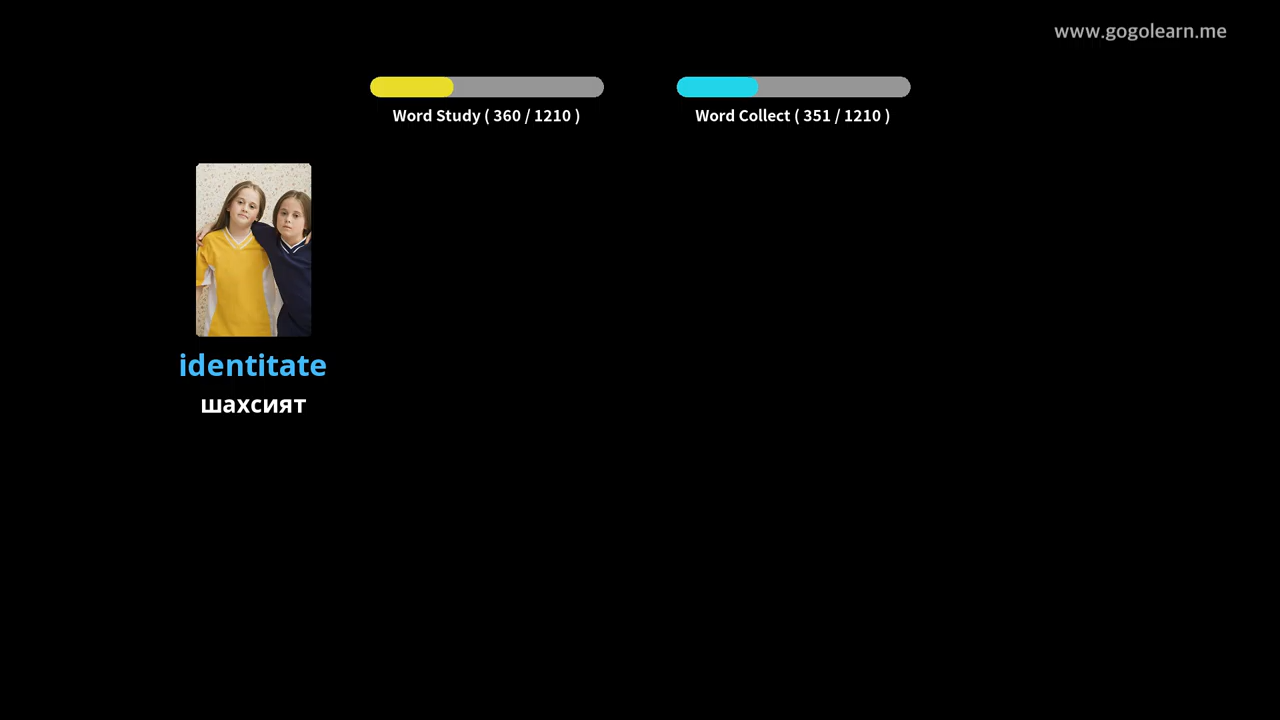 www.gogolearn.me
Word Study ( 360 / 1210 )
Word Collect ( 351 / 1210 )
identitate
шахсият